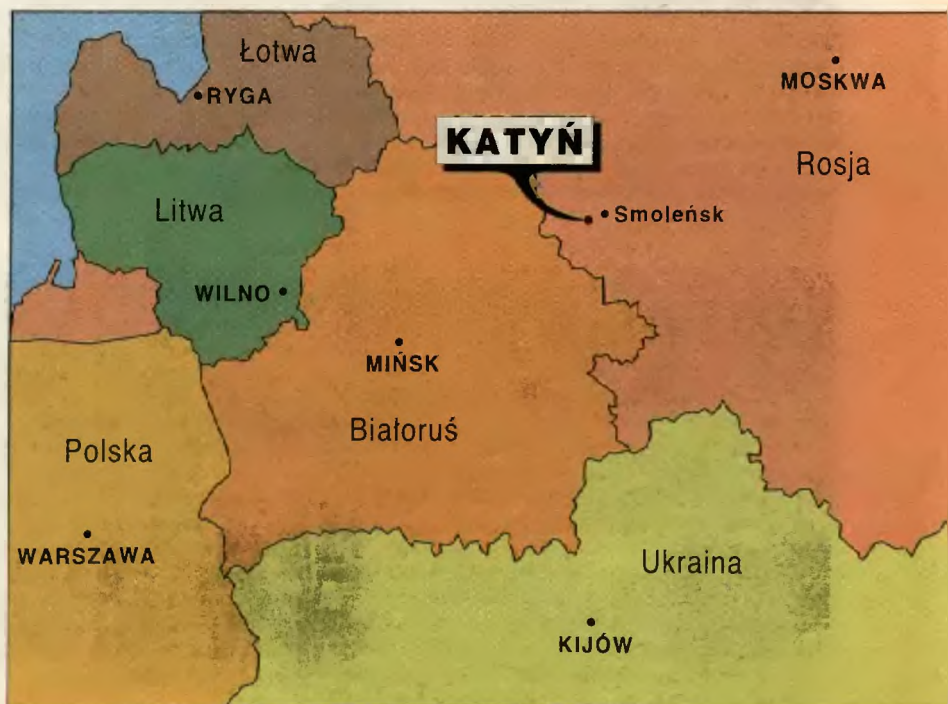 Łotwa
RYGA
MOSKWA
KATYŃ
Rosja
Litwa
Smoleńsk
WILNO
MIŃSK
Białoruś
Polska
WARSZAWA
Ukraina
KIJÓW